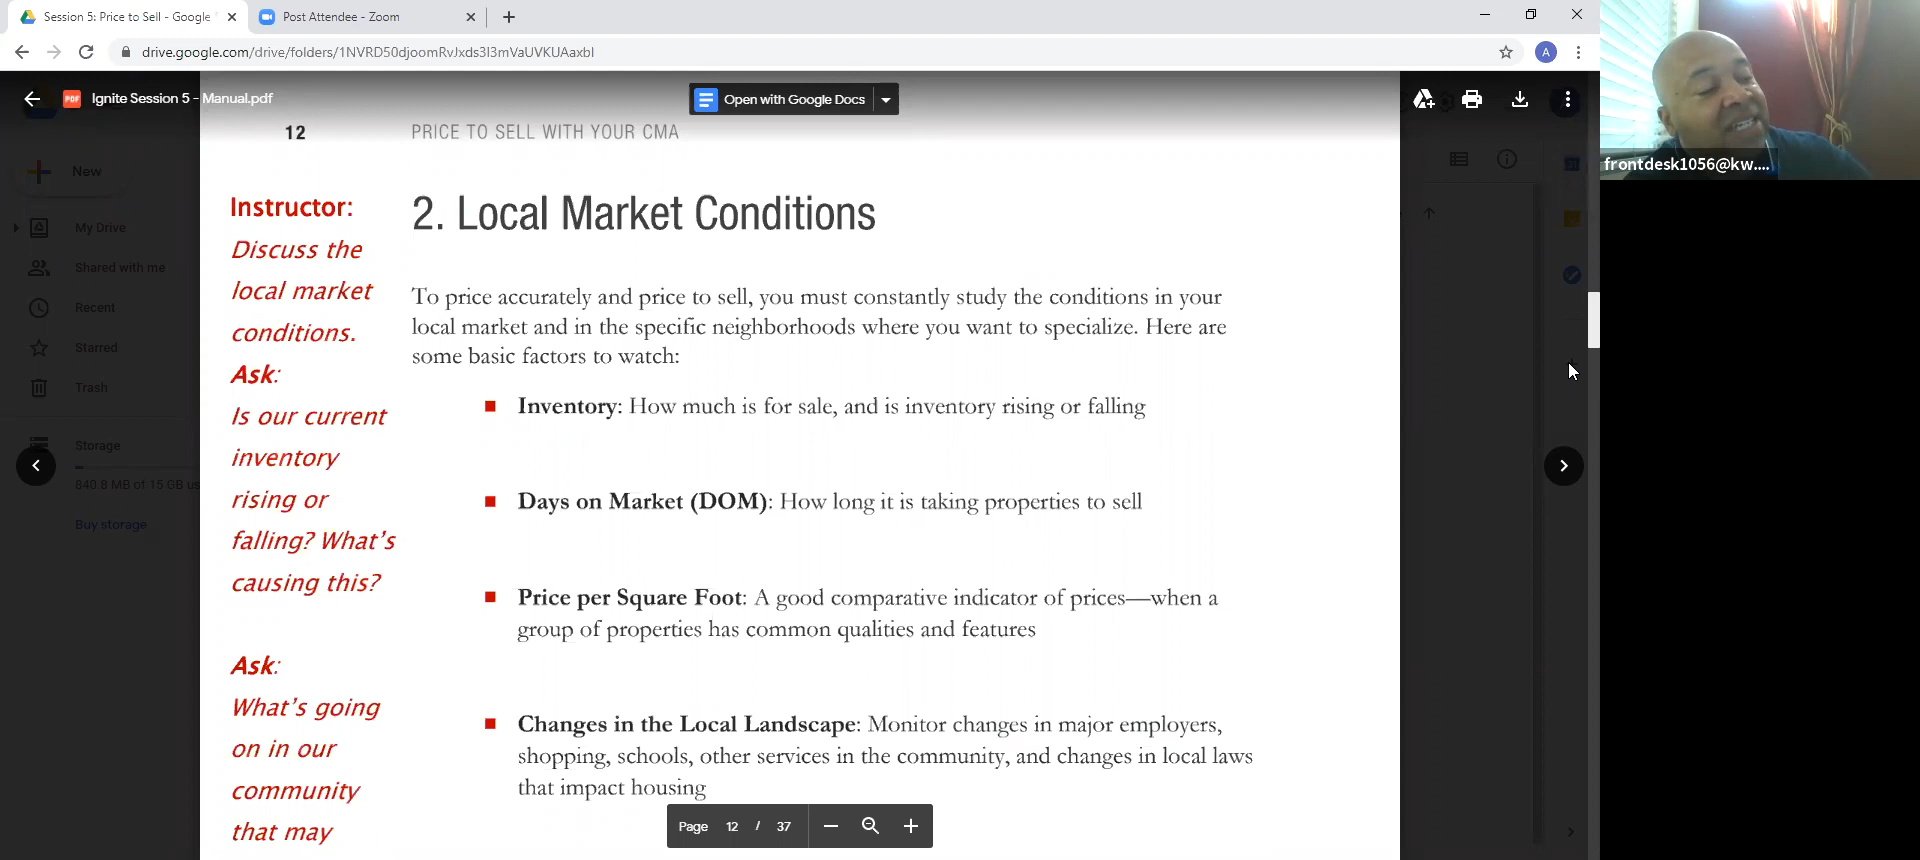 Session 5: Price to Sell - Google
Post Attendee - Zoom
drive.google.com/drive/folders/1NVRD50djoomRvJxds3I3mVaUVKUAaxbI
A
PDF
Ignite Session 5 - Manual.pdf
Open with Google Docs
frontdesk1056@kw....
New
My Drive
Shared with me
Recent
Starred
Trash
Storage
840.8 MB of 15 GB us
Buy storage
12
PRICE TO SELL WITH YOUR CMA
Instructor:
Discuss the
local market
conditions.
Ask:
Is our current
inventory
rising or
falling? What's
causing this?
Ask:
What's going
on in our
community
that may
2. Local Market Conditions
To price accurately and price to sell, you must constantly study the conditions in your
local market and in the specific neighborhoods where you want to specialize. Here are
some basic factors to watch:
Inventory: How much is for sale, and is inventory rising or falling
Days on Market (DOM): How long it is taking properties to sell
Price per Square Foot: A good comparative indicator of prices—when a
group of properties has common qualities and features
Changes in the Local Landscape: Monitor changes in major employers,
shopping, schools, other services in the community, and changes in local laws
that impact housing
Page 12 / 37